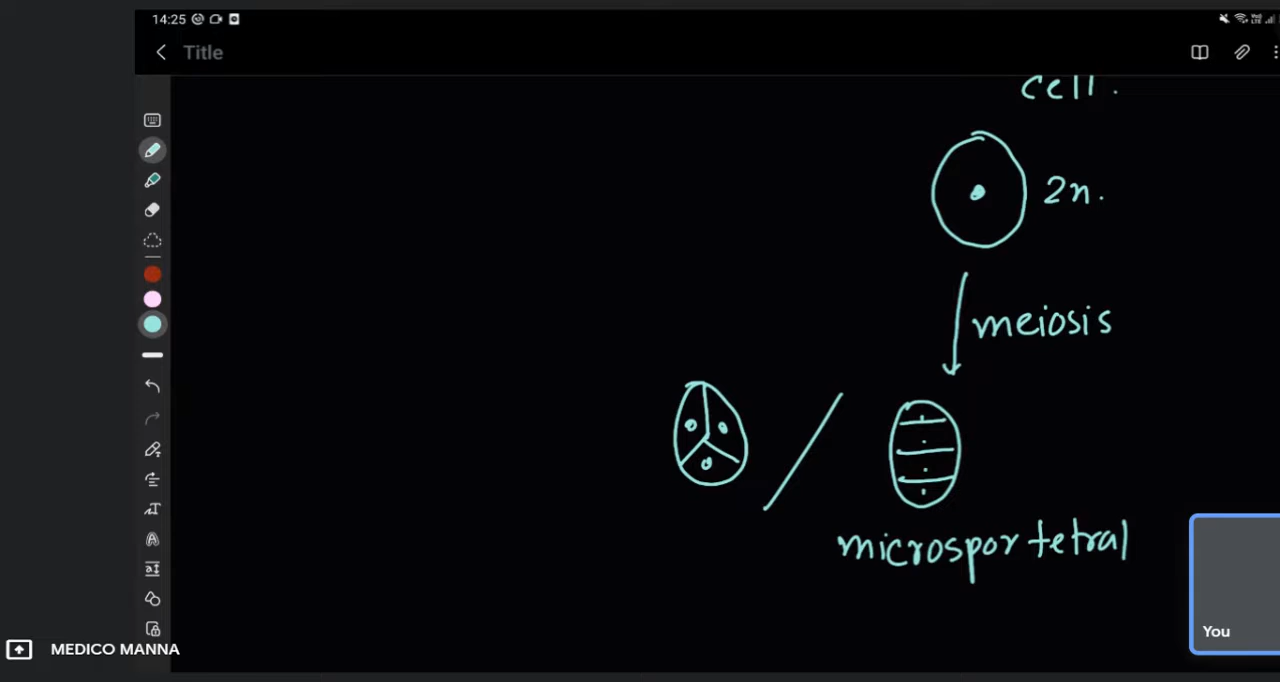 14:25
Title
cell.
2n.
meiosis
microspor tetral
MEDICO MANNA
You